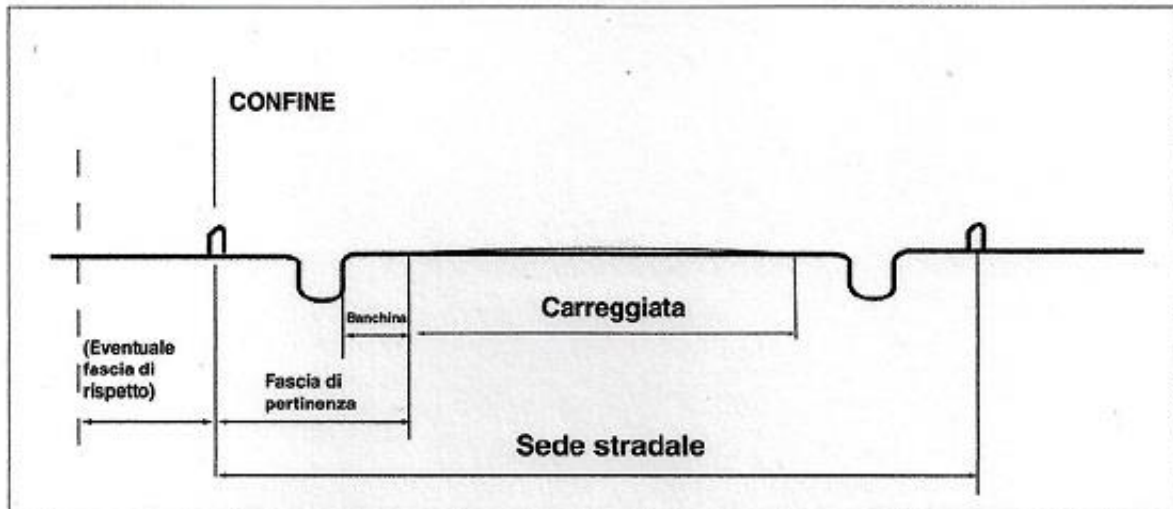 CONFINE
Banchina
Carreggiata
(Eventuale
fascia di
rispetto)
Fascia di
pertinenza
Sede stradale